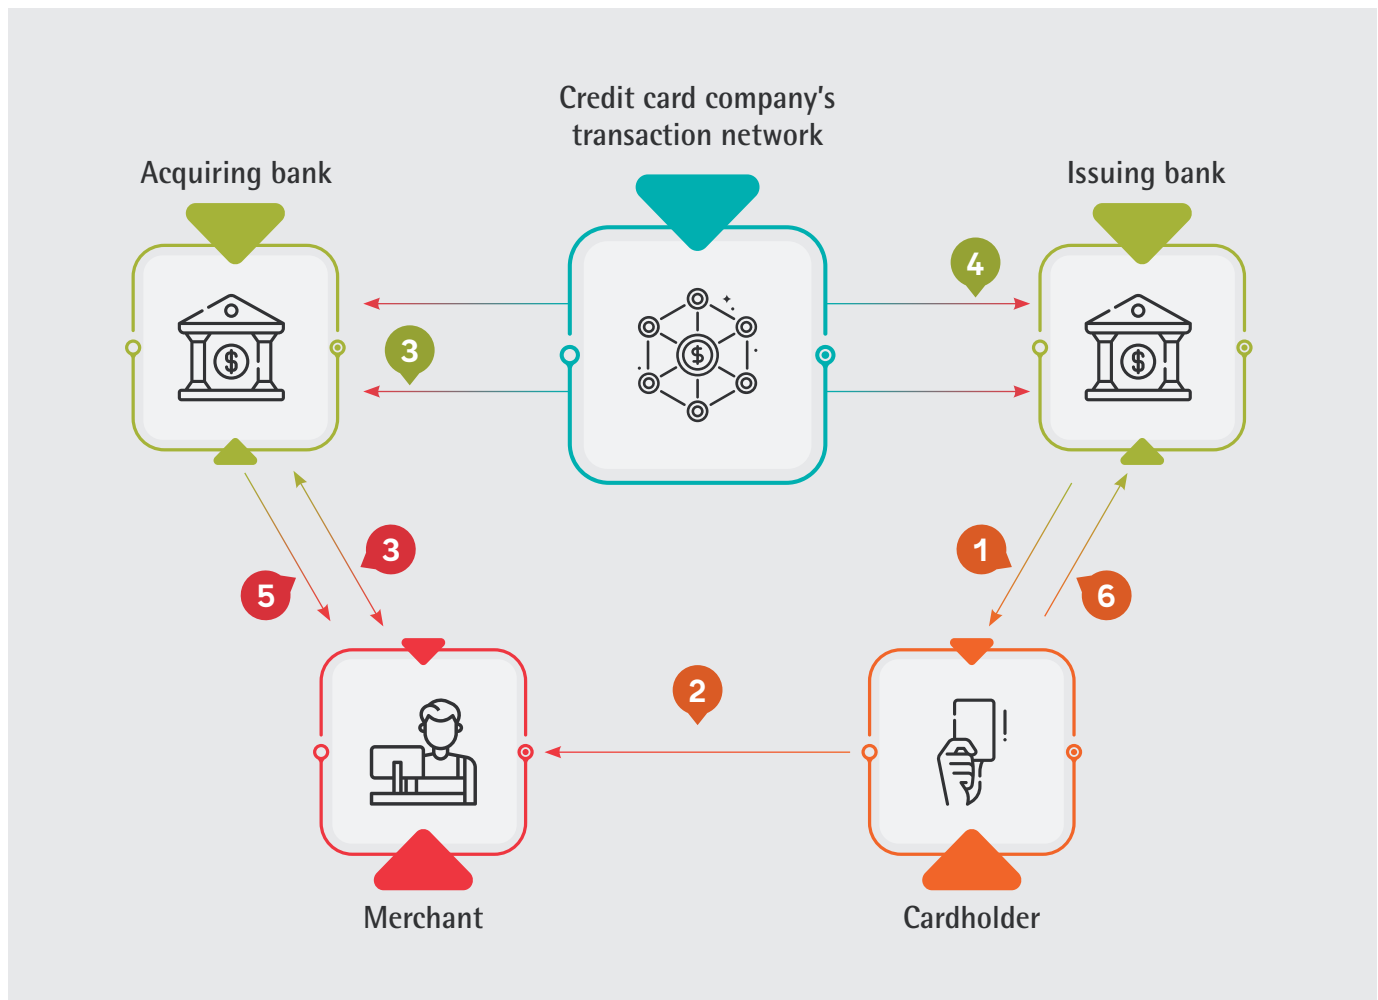 Credit card company's
transaction network
Acquiring bank
Issuing bank
4
$
$
$
3
3
1
5
6
2
Merchant
Cardholder